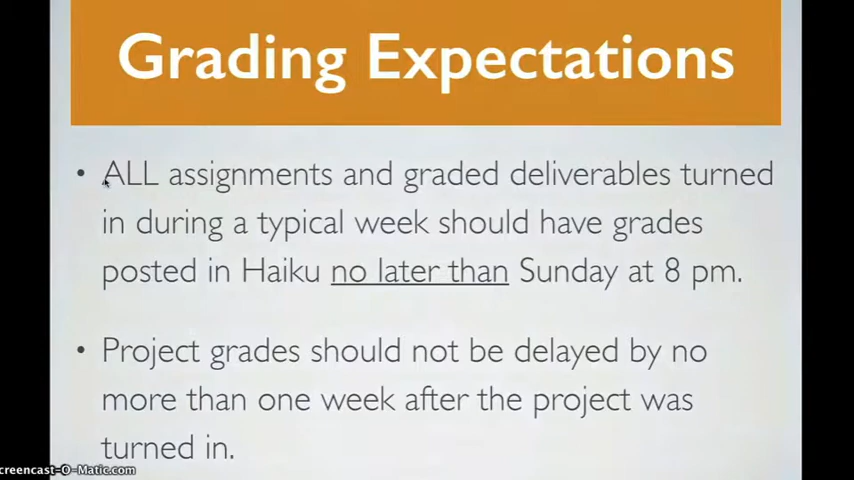 Grading Expectations
• ALL assignments and graded deliverables turned
in during a typical week should have grades
posted in Haiku no later than Sunday at 8 pm.
• Project grades should not be delayed by no
more than one week after the project was
turned in.
creencast-O-Matic.com